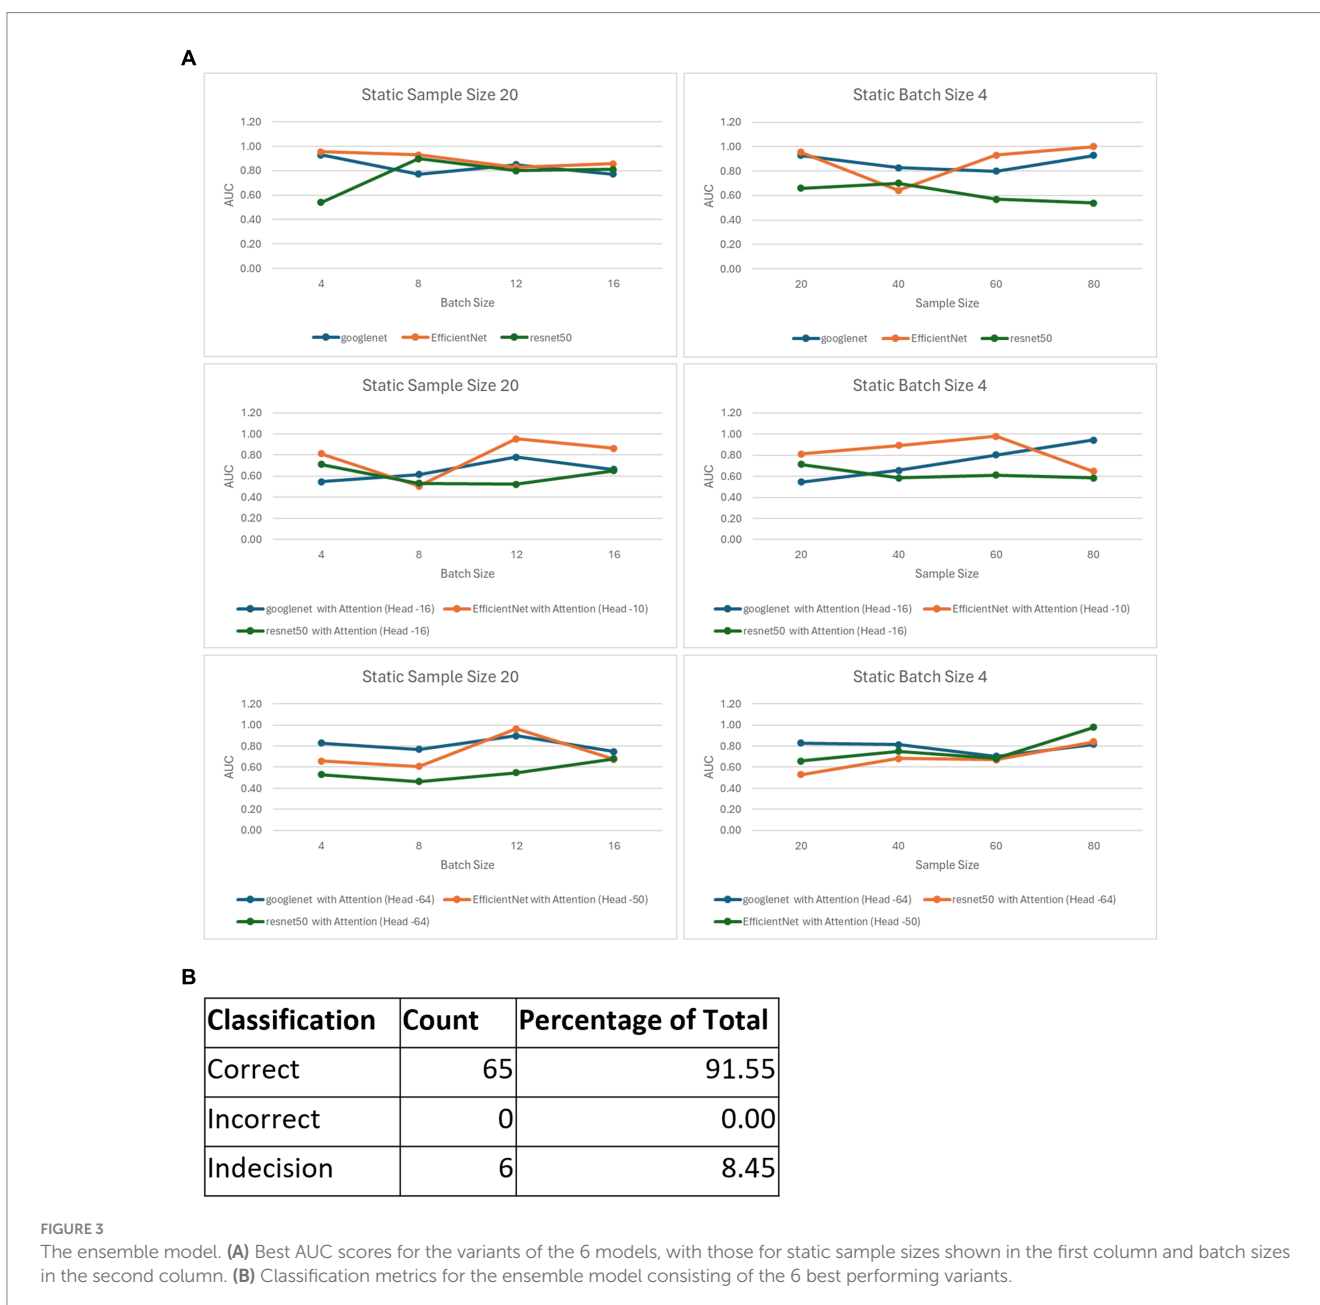 A
Static Sample Size 20
1.20
1.00
0.80
0.60
0.40
0.20
0.00
AUC
4 8 12 16
Batch Size
googlenet EfficientNet resnet50
Static Batch Size 4
1.20
1.00
0.80
0.60
0.40
0.20
0.00
AUC
20 40 60 80
Sample Size
googlenet EfficientNet resnet50
Static Sample Size 20
1.20
1.00
0.80
0.60
0.40
0.20
0.00
AUC
4 8 12 16
Batch Size
googlenet with Attention (Head -16) EfficientNet with Attention (Head -10)
resnet50 with Attention (Head -16)
Static Batch Size 4
1.20
1.00
0.80
0.60
0.40
0.20
0.00
AUC
20 40 60 80
Sample Size
googlenet with Attention (Head -16) EfficientNet with Attention (Head -10)
resnet50 with Attention (Head -16)
Static Sample Size 20
1.20
1.00
0.80
0.60
0.40
0.20
0.00
AUC
4 8 12 16
Batch Size
googlenet with Attention (Head -64) EfficientNet with Attention (Head -50)
resnet50 with Attention (Head -64)
Static Batch Size 4
1.20
1.00
0.80
0.60
0.40
0.20
0.00
AUC
20 40 60 80
Sample Size
googlenet with Attention (Head -64) resnet50 with Attention (Head -64)
EfficientNet with Attention (Head -50)
B
Classification Count Percentage of Total
Correct 65 91.55
Incorrect 0 0.00
Indecision 6 8.45
FIGURE 3
The ensemble model. (A) Best AUC scores for the variants of the 6 models, with those for static sample sizes shown in the first column and batch sizes
in the second column. (B) Classification metrics for the ensemble model consisting of the 6 best performing variants.